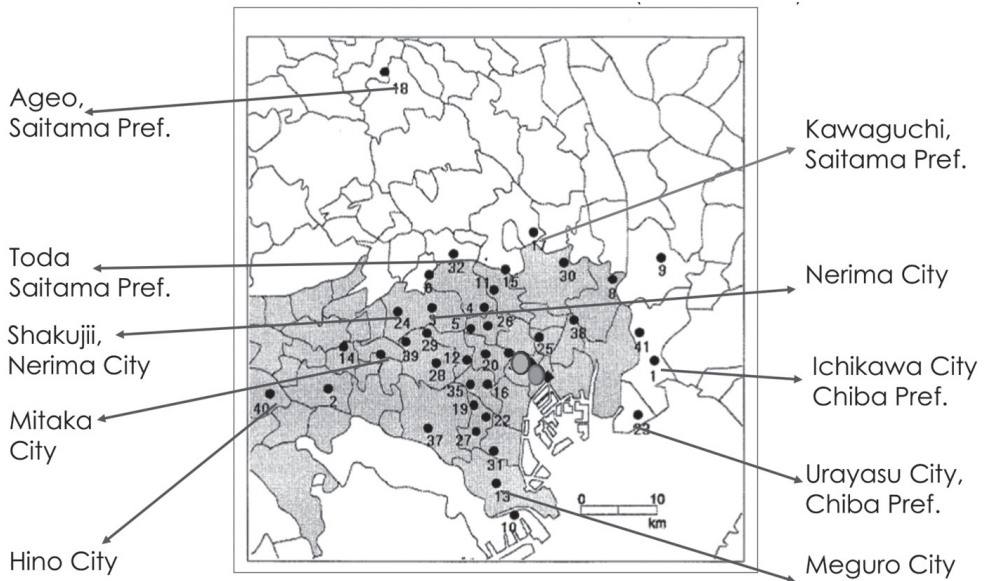 Ageo,
Saitama Pref.
Toda
Saitama Pref.
Shakujii,
Nerima City
Mitaka
City
Hino City
Kawaguchi,
Saitama Pref.
Nerima City
Ichikawa City
Chiba Pref.
Urayasu City,
Chiba Pref.
Meguro City
18
17
32
9
30
15
6
8
11
4
24
3
26
5
38
29
25
41
39
14
12
20
1
28
2
35
16
40
19
22
23
37
27
31
13
10
0 10
km